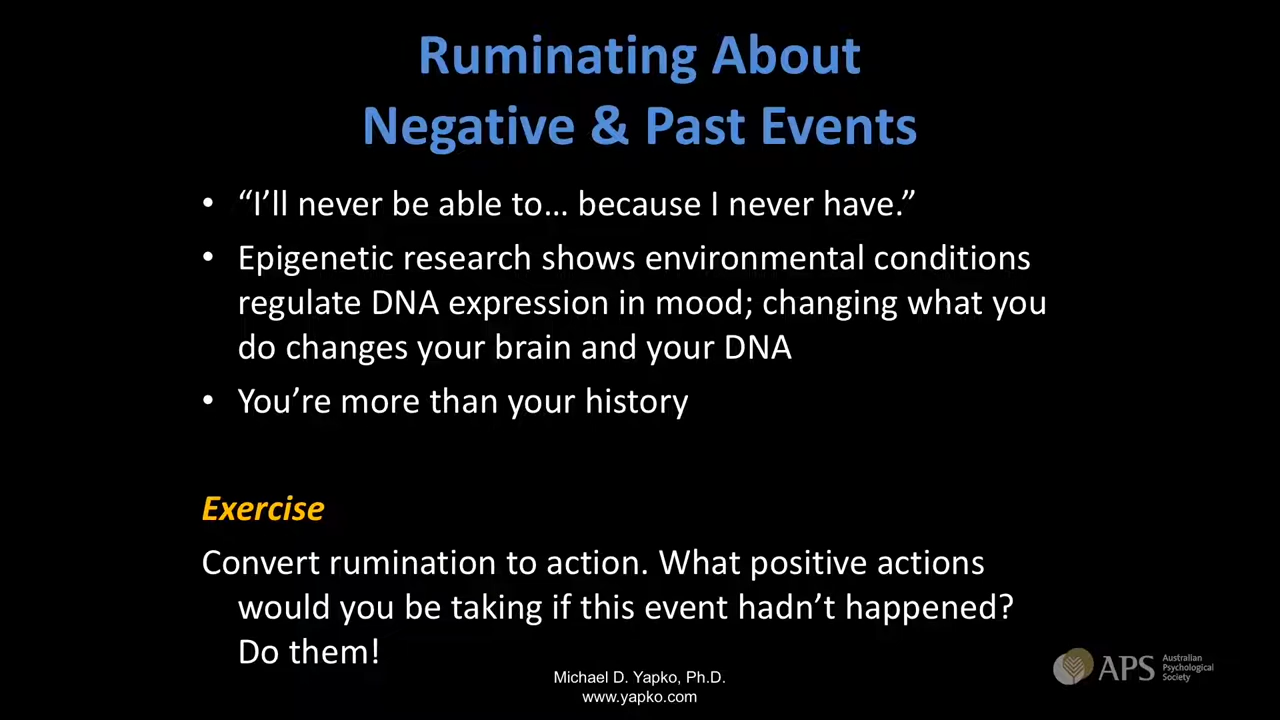 Ruminating About
Negative & Past Events
• “I’ll never be able to… because I never have.”
• Epigenetic research shows environmental conditions
regulate DNA expression in mood; changing what you
do changes your brain and your DNA
• You’re more than your history
Exercise
Convert rumination to action. What positive actions
would you be taking if this event hadn’t happened?
Do them!
Michael D. Yapko, Ph.D.
www.yapko.com
APS
Australian
Psychological
Society